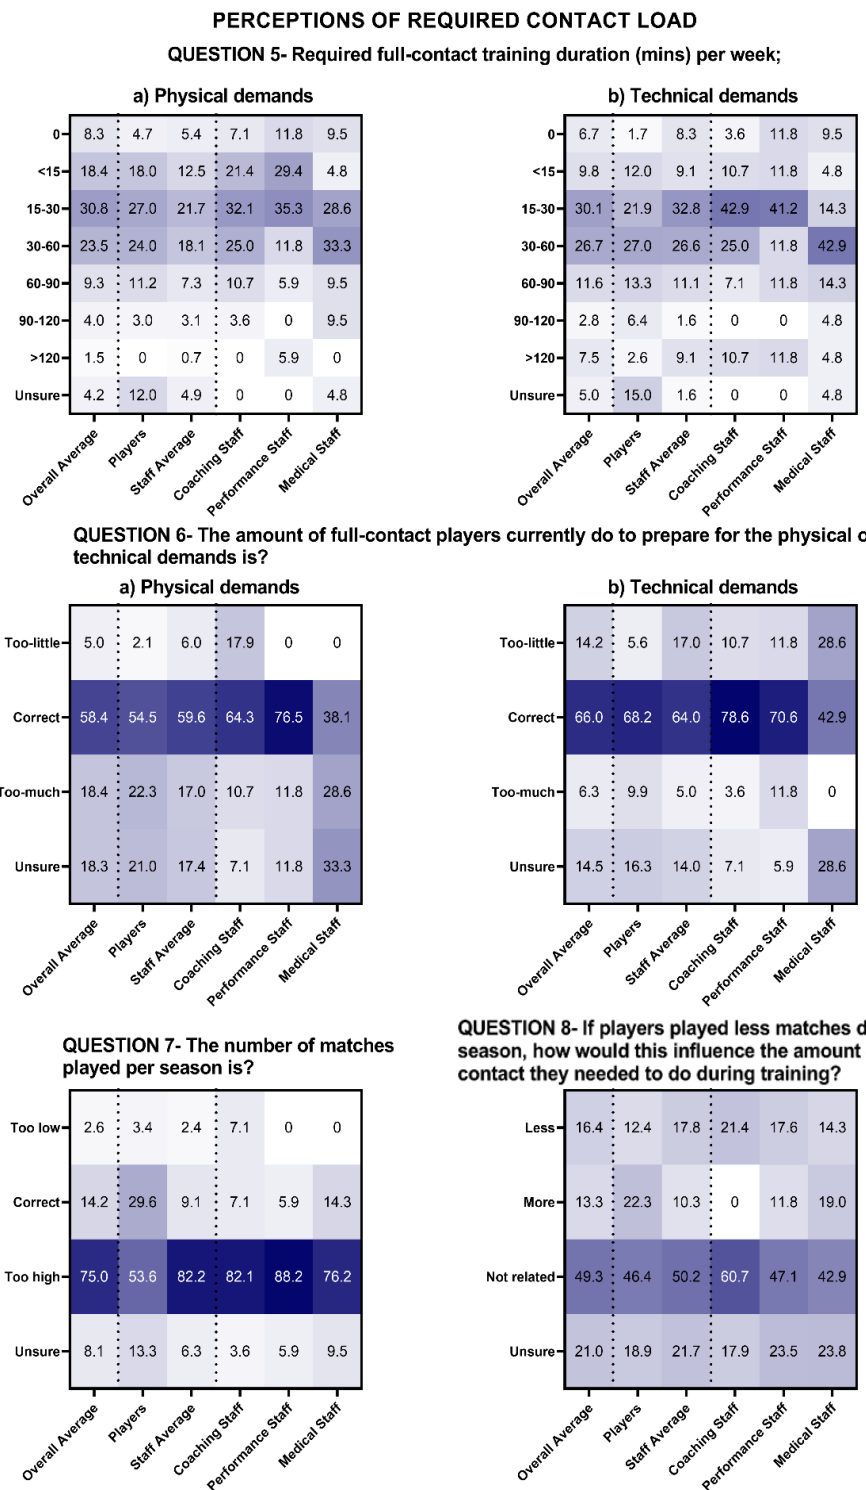 PERCEPTIONS OF REQUIRED CONTACT LOAD
QUESTION 5- Required full-contact training duration (mins) per week;
a) Physical demands
0 8.3 4.7 5.4 7.1 11.8 9.5
<15 18.4 18.0 12.5 21.4 29.4 4.8
15-30 30.8 27.0 21.7 32.1 35.3 28.6
30-60 23.5 24.0 18.1 25.0 11.8 33.3
60-90 9.3 11.2 7.3 10.7 5.9 9.5
90-120 4.0 3.0 3.1 3.6 0 9.5
>120 1.5 0 0.7 0 5.9 0
Unsure 4.2 12.0 4.9 0 0 4.8
Overall Average Players Staff Average Coaching Staff Performance Staff Medical Staff
b) Technical demands
0 6.7 1.7 8.3 3.6 11.8 9.5
<15 9.8 12.0 9.1 10.7 11.8 4.8
15-30 30.1 21.9 32.8 42.9 41.2 14.3
30-60 26.7 27.0 26.6 25.0 11.8 42.9
60-90 11.6 13.3 11.1 7.1 11.8 14.3
90-120 2.8 6.4 1.6 0 0 4.8
>120 7.5 2.6 9.1 10.7 11.8 4.8
Unsure 5.0 15.0 1.6 0 0 4.8
Overall Average Players Staff Average Coaching Staff Performance Staff Medical Staff
QUESTION 6- The amount of full-contact players currently do to prepare for the physical o
technical demands is?
a) Physical demands
Too-little 5.0 2.1 6.0 17.9 0 0
Correct 58.4 54.5 59.6 64.3 76.5 38.1
Too-much 18.4 22.3 17.0 10.7 11.8 28.6
Unsure 18.3 21.0 17.4 7.1 11.8 33.3
Overall Average Players Staff Average Coaching Staff Performance Staff Medical Staff
b) Technical demands
Too-little 14.2 5.6 17.0 10.7 11.8 28.6
Correct 66.0 68.2 64.0 78.6 70.6 42.9
Too-much 6.3 9.9 5.0 3.6 11.8 0
Unsure 14.5 16.3 14.0 7.1 5.9 28.6
Overall Average Players Staff Average Coaching Staff Performance Staff Medical Staff
QUESTION 7- The number of matches
played per season is?
Too low 2.6 3.4 2.4 7.1 0 0
Correct 14.2 29.6 9.1 7.1 5.9 14.3
Too high 75.0 53.6 82.2 82.1 88.2 76.2
Unsure 8.1 13.3 6.3 3.6 5.9 9.5
Overall Average Players Staff Average Coaching Staff Performance Staff Medical Staff
QUESTION 8- If players played less matches d
season, how would this influence the amount
contact they needed to do during training?
Less 16.4 12.4 17.8 21.4 17.6 14.3
More 13.3 22.3 10.3 0 11.8 19.0
Not related 49.3 46.4 50.2 60.7 47.1 42.9
Unsure 21.0 18.9 21.7 17.9 23.5 23.8
Overall Average Players Staff Average Coaching Staff Performance Staff Medical Staff